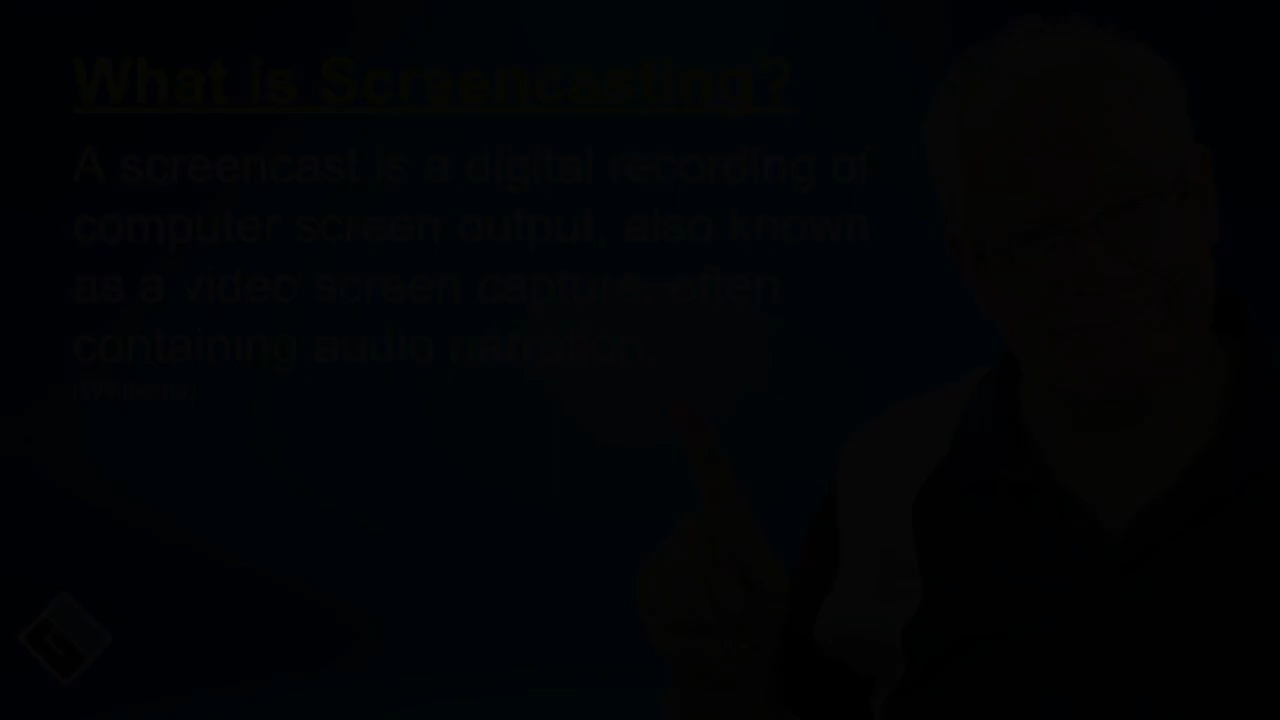 What is Screencasting?
A screencast is a digital recording of
computer screen output, also known
as a video screen capture, often
containing audio narration.